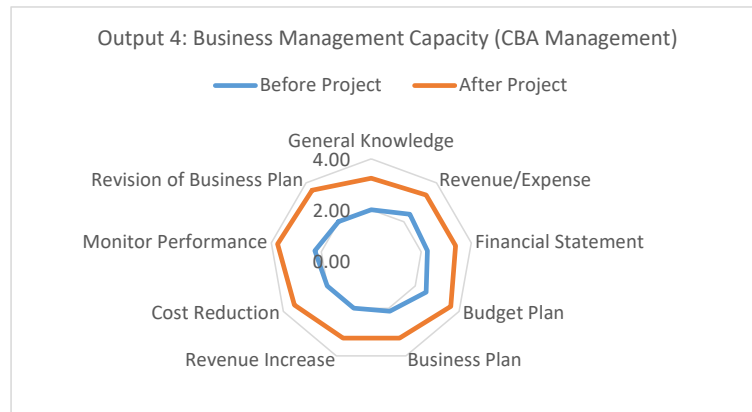 Output 4: Business Management Capacity (CBA Management)
Before Project
After Project
General Knowledge
4.00
Revision of Business Plan
Revenue/Expense
2.00
Monitor Performance
Financial Statement
0.00
Cost Reduction
Budget Plan
Revenue Increase
Business Plan